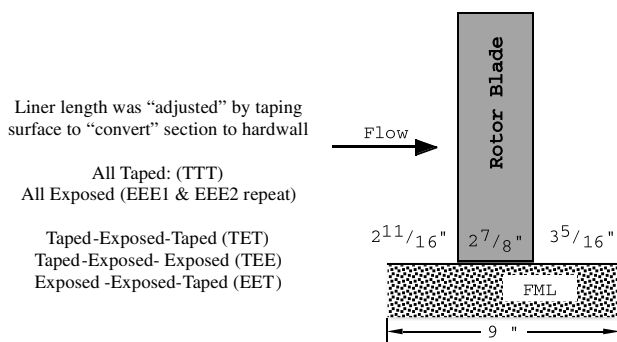 Liner length was “adjusted” by taping
surface to “convert” section to hardwall
All Taped: (TTT)
All Exposed (EEE1 & EEE2 repeat)
Taped-Exposed-Taped (TET)
Taped-Exposed- Exposed (TEE)
Exposed -Exposed-Taped (EET)
Flow
Rotor Blade
2 11/16"
2 7/8"
3 5/16"
FML
9 "